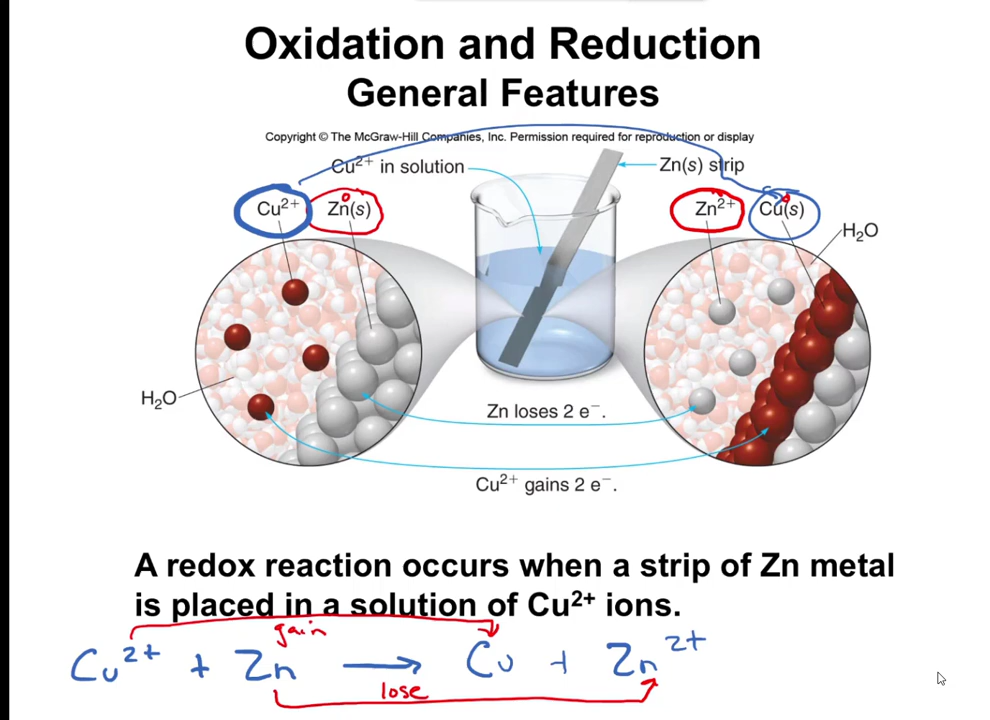 Oxidation and Reduction
General Features
Copyright © The McGraw-Hill Companies, Inc. Permission required for reproduction or display
Cu²⁺ in solution
Zn(s) strip
Cu²⁺
Zn(s)
0
Zn²⁺
Cu(s)
H₂O
H₂O
Zn loses 2 e⁻.
Cu²⁺ gains 2 e⁻.
A redox reaction occurs when a strip of Zn metal
is placed in a solution of Cu²⁺ ions.
gain
Cu²⁺ + Zn ⟶ Cu + Zn²⁺
lose